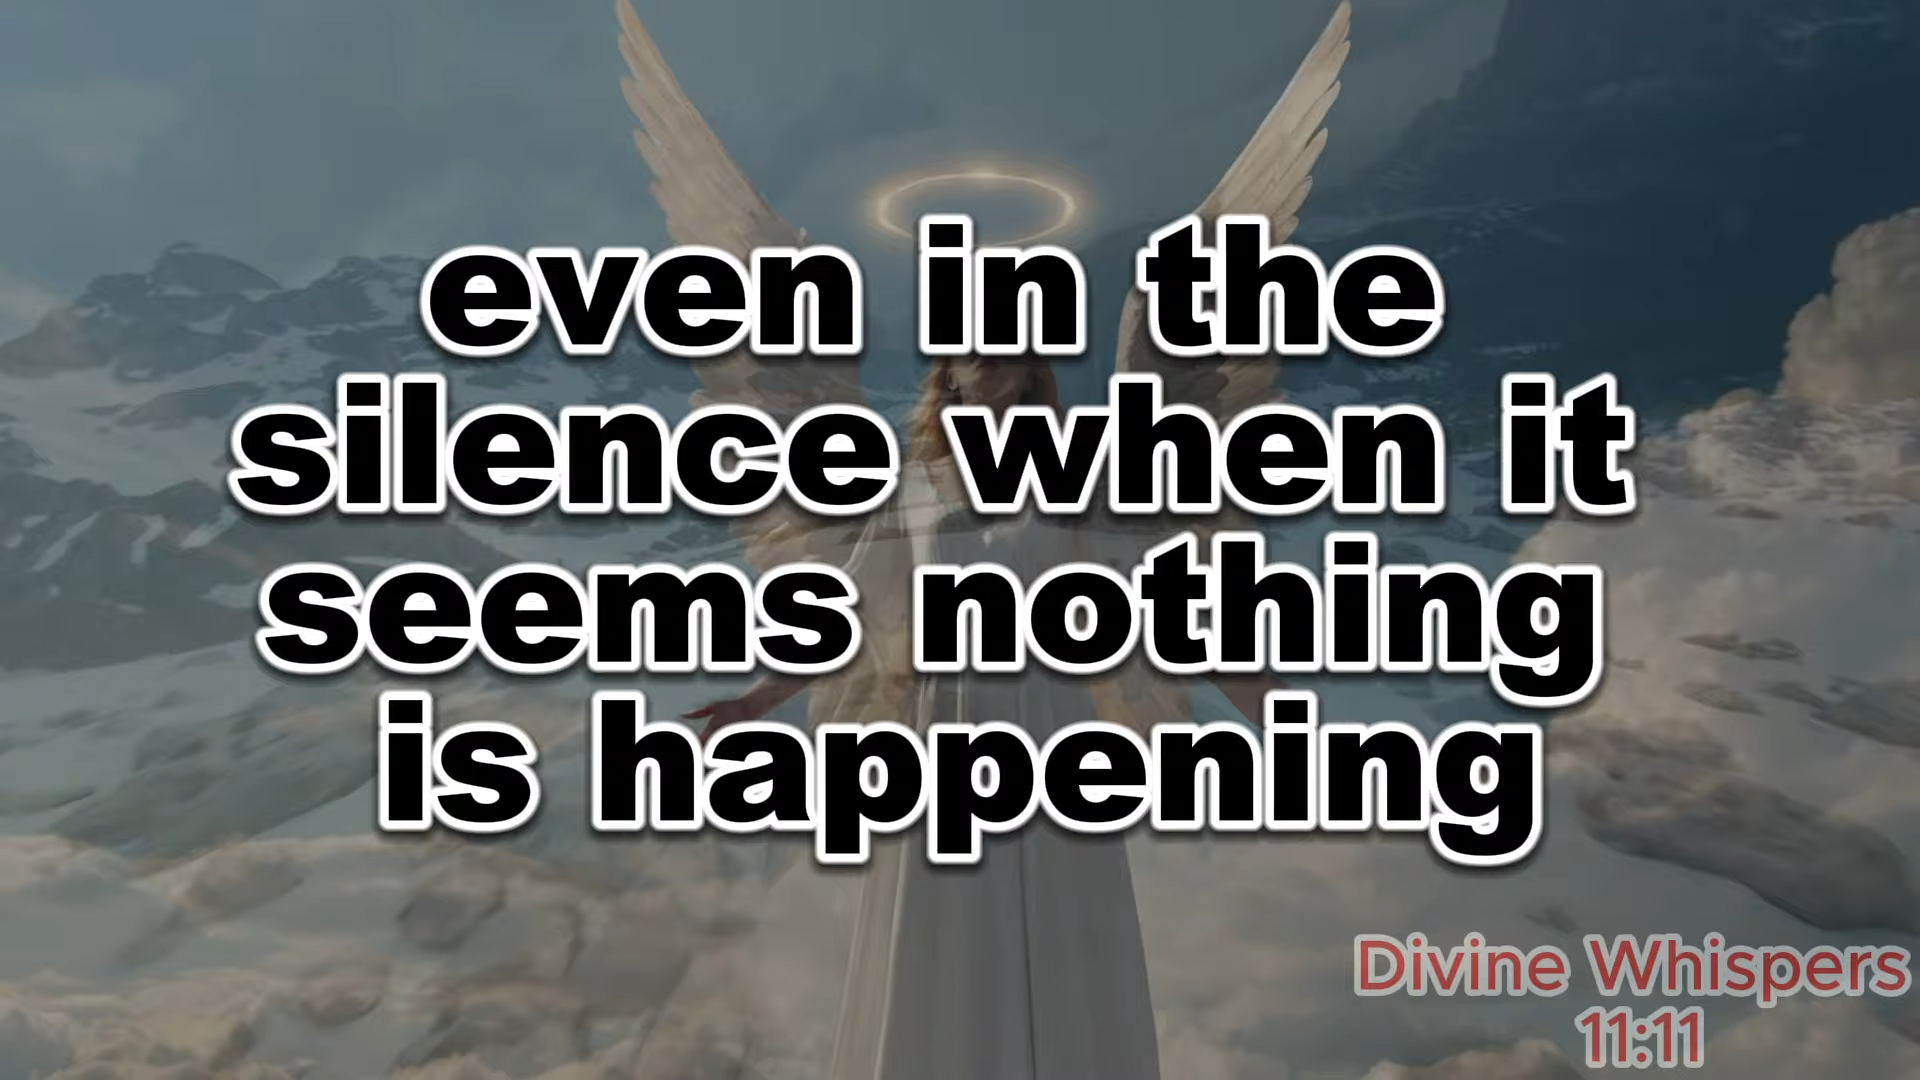 even in the
silence when it
seems nothing
is happening
Divine Whispers
11:11